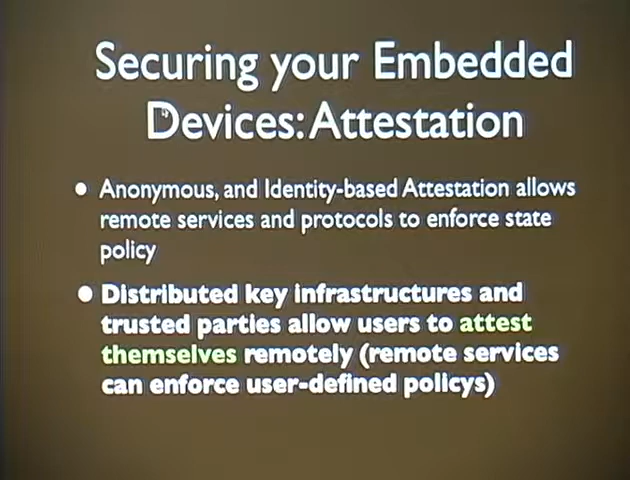 Securing your Embedded
Devices: Attestation
• Anonymous, and Identity-based Attestation allows
remote services and protocols to enforce state
policy
• Distributed key infrastructures and
trusted parties allow users to attest
themselves remotely (remote services
can enforce user-defined policys)